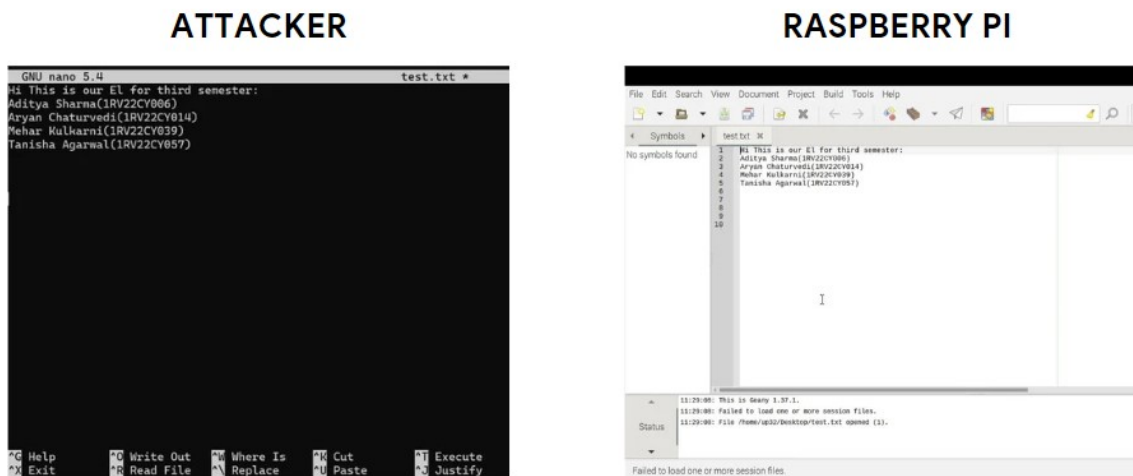 ATTACKER
RASPBERRY PI
GNU nano 5.4 test.txt *
Hi This is our El for third semester:
Aditya Sharma(1RV22CY006)
Aryan Chaturvedi(1RV22CY014)
Mehar Kulkarni(1RV22CY039)
Tanisha Agarwal(1RV22CY057)
^G Help ^O Write Out ^W Where Is ^K Cut ^T Execute
^X Exit ^R Read File ^\ Replace ^U Paste ^J Justify
File Edit Search View Document Project Build Tools Help
Symbols test.txt
No symbols found
1 Hi This is our El for third semester:
2 Aditya Sharma(1RV22CY006)
3 Aryan Chaturvedi(1RV22CY014)
4 Mehar Kulkarni(1RV22CY039)
5 Tanisha Agarwal(1RV22CY057)
6
7
8
9
10
Status
11:29:08: This is Geany 1.37.1.
11:29:08: Failed to load one or more session files.
11:29:08: File /home/up32/Desktop/test.txt opened (1).
Failed to load one or more session files.